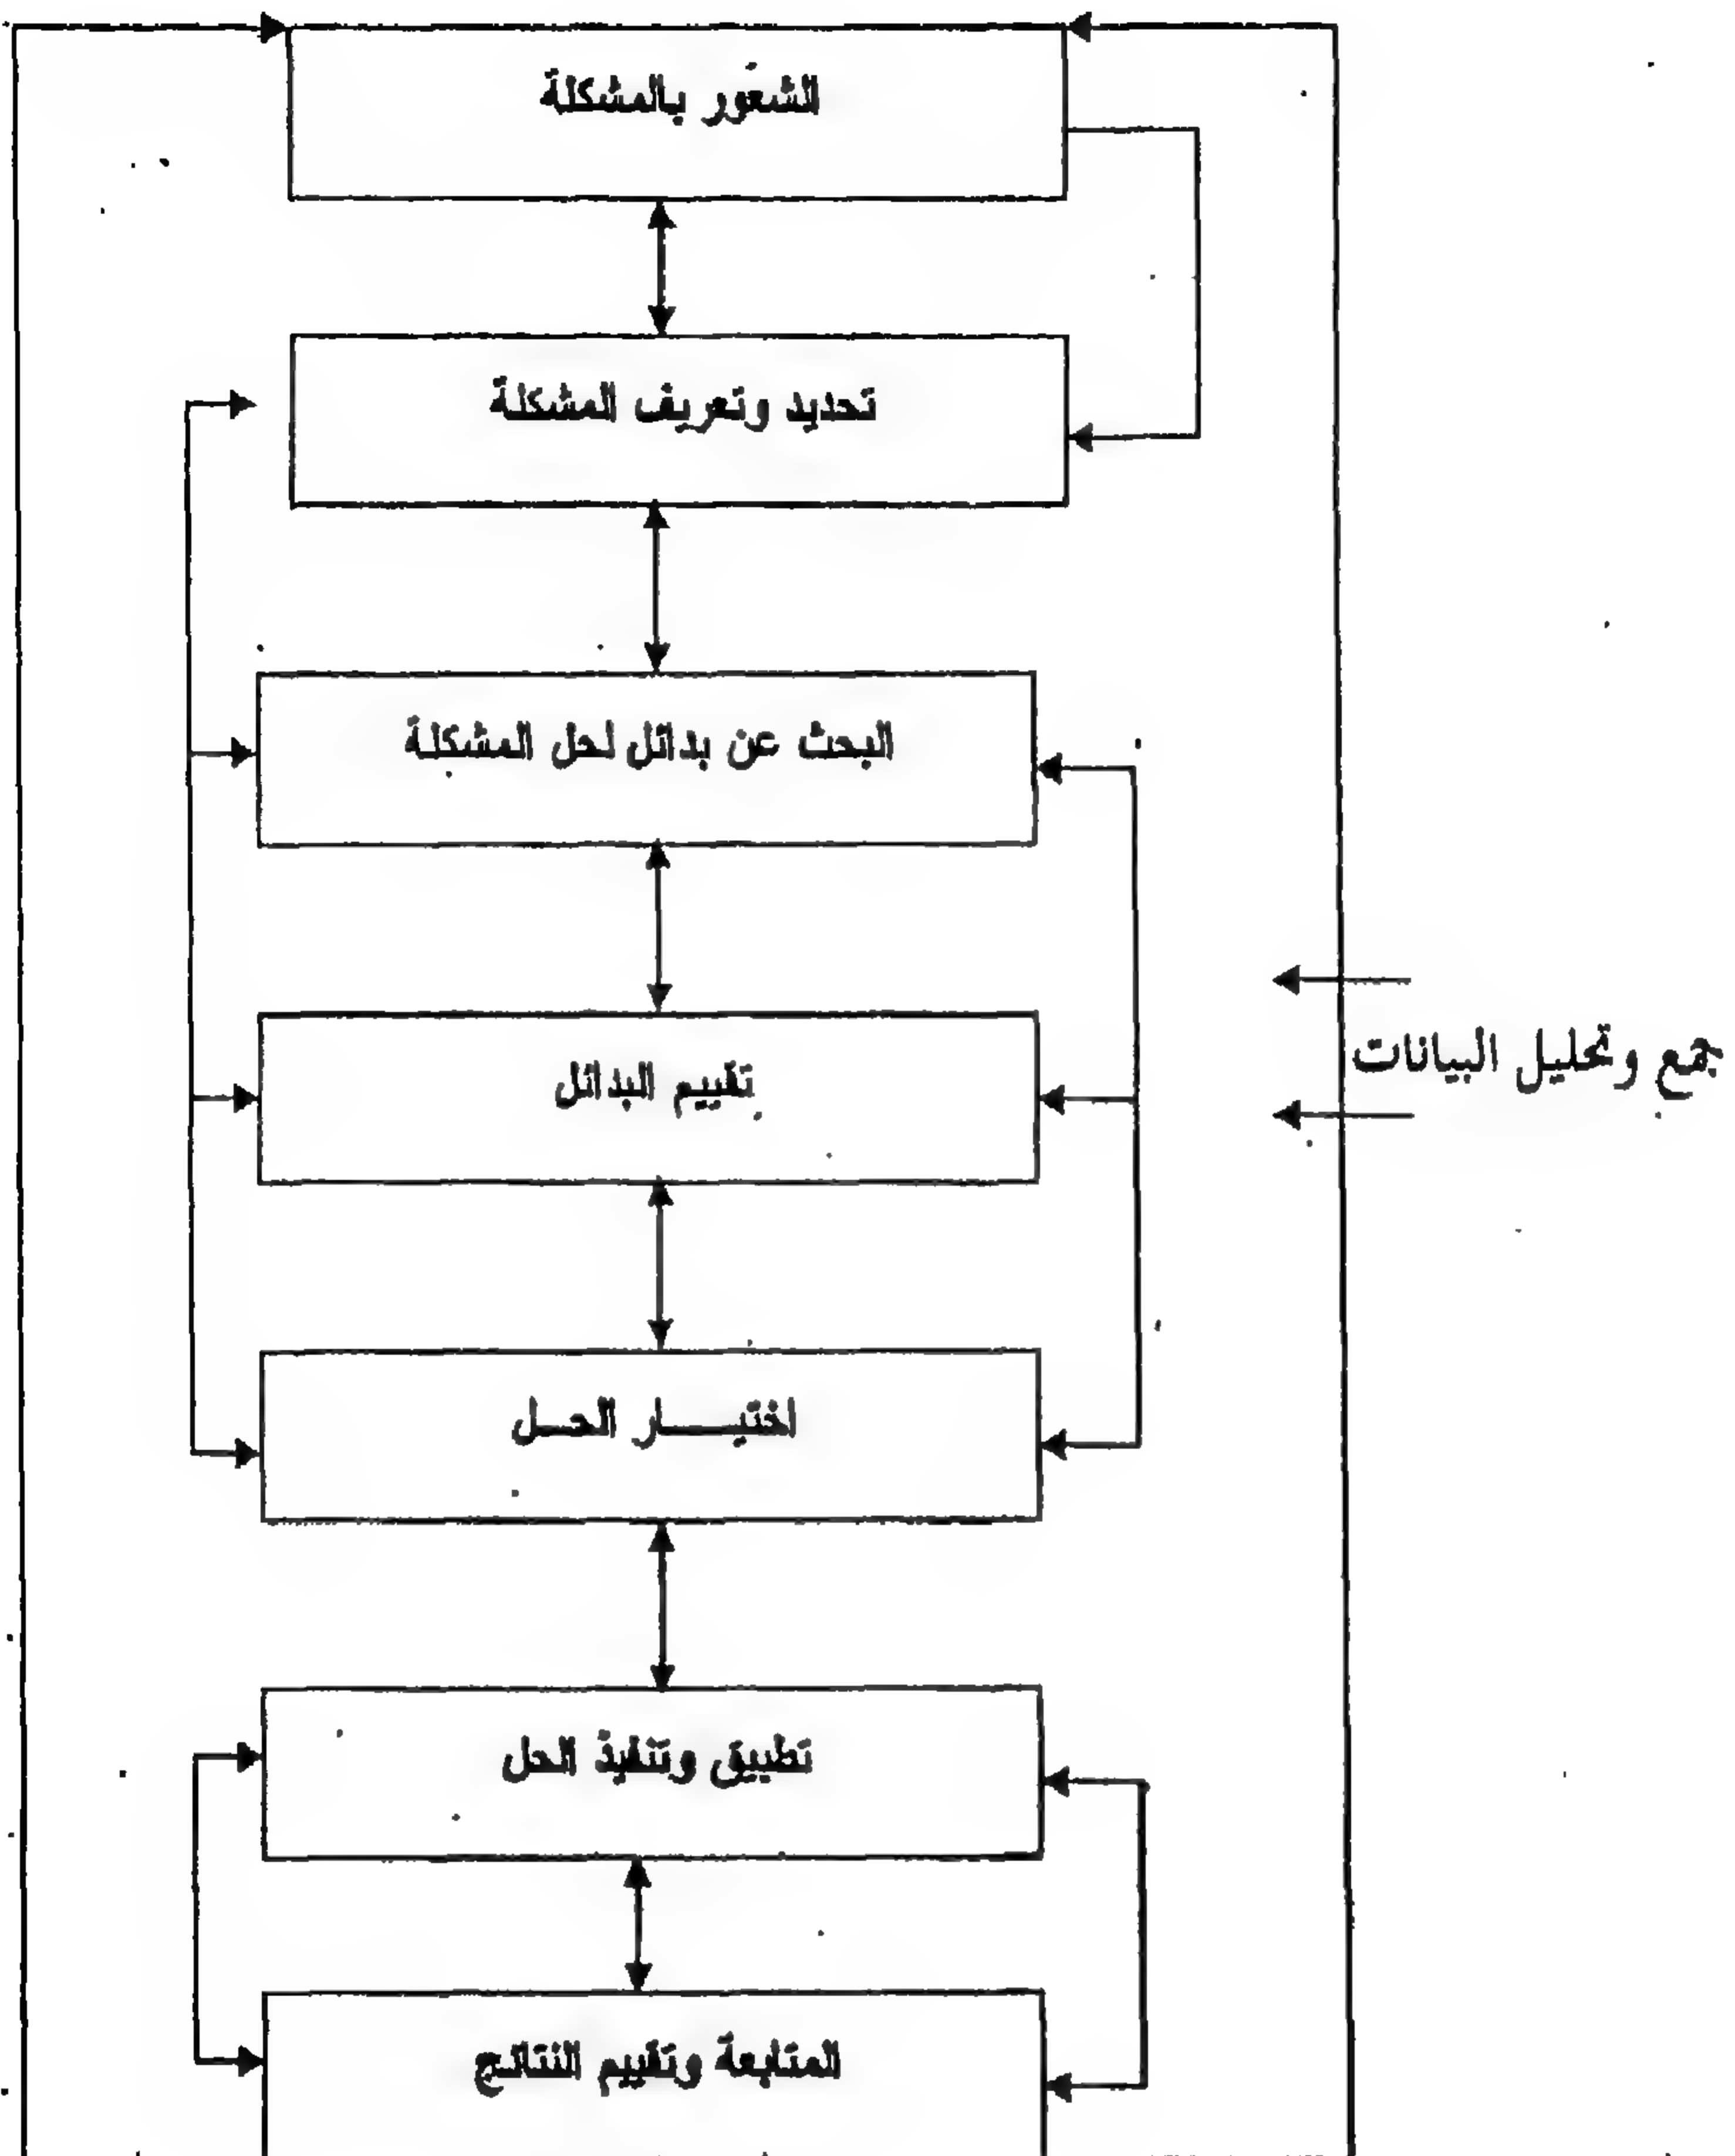 الشعور بالمشكلة
تحديد وتعريف المشكلة
البحث عن بدائل لحل المشكلة
تقييم البدائل
جمع وتحليل البيانات
اختيـــار الحـل
تطبيق وتنفيذ الحل
المتابعة وتقييم النتائج